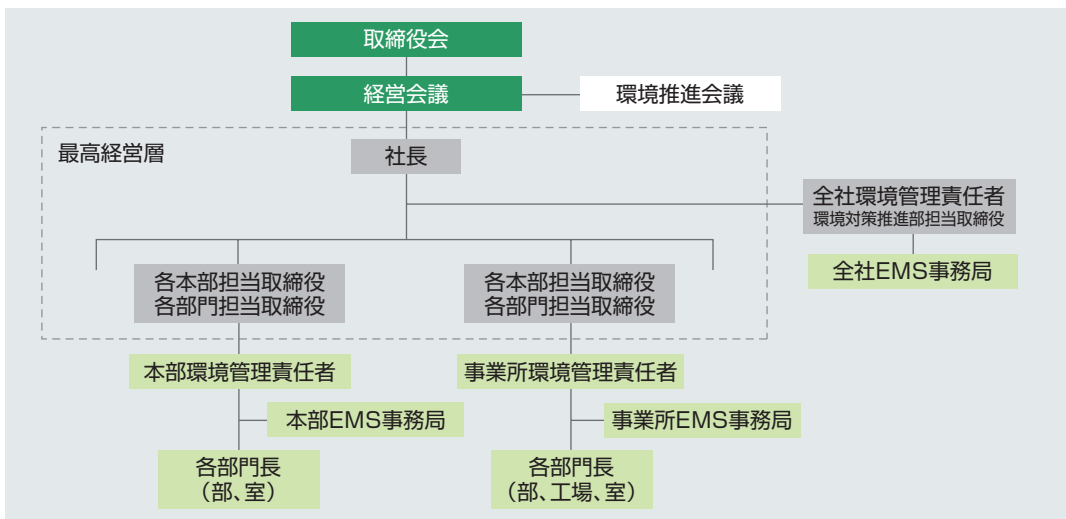 取締役会
経営会議
環境推進会議
最高経営層
社長
全社環境管理責任者
環境対策推進部担当取締役
全社EMS事務局
各本部担当取締役
各部門担当取締役
各本部担当取締役
各部門担当取締役
本部環境管理責任者
事業所環境管理責任者
本部EMS事務局
事業所EMS事務局
各部門長
（部、室）
各部門長
（部、工場、室）